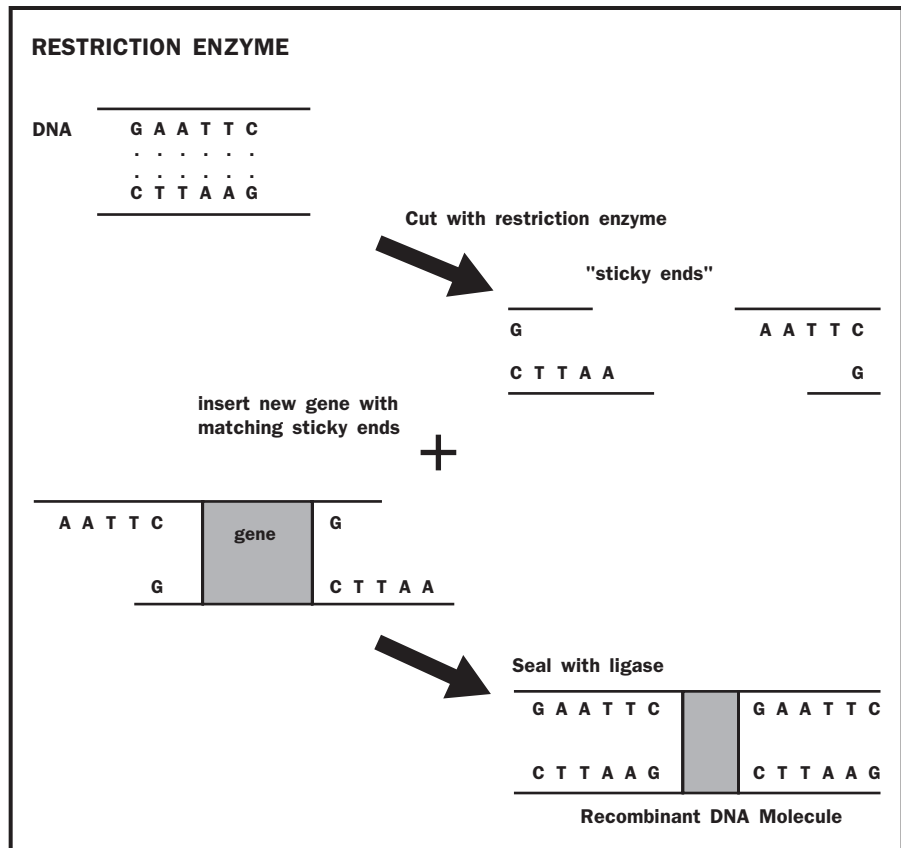 RESTRICTION ENZYME
DNA G A A T T C
. . . . . .
. . . . . .
C T T A A G
Cut with restriction enzyme
"sticky ends"
G A A T T C
C T T A A G
insert new gene with
matching sticky ends
+
A A T T C gene G
G C T T A A
Seal with ligase
G A A T T C G A A T T C
C T T A A G C T T A A G
Recombinant DNA Molecule